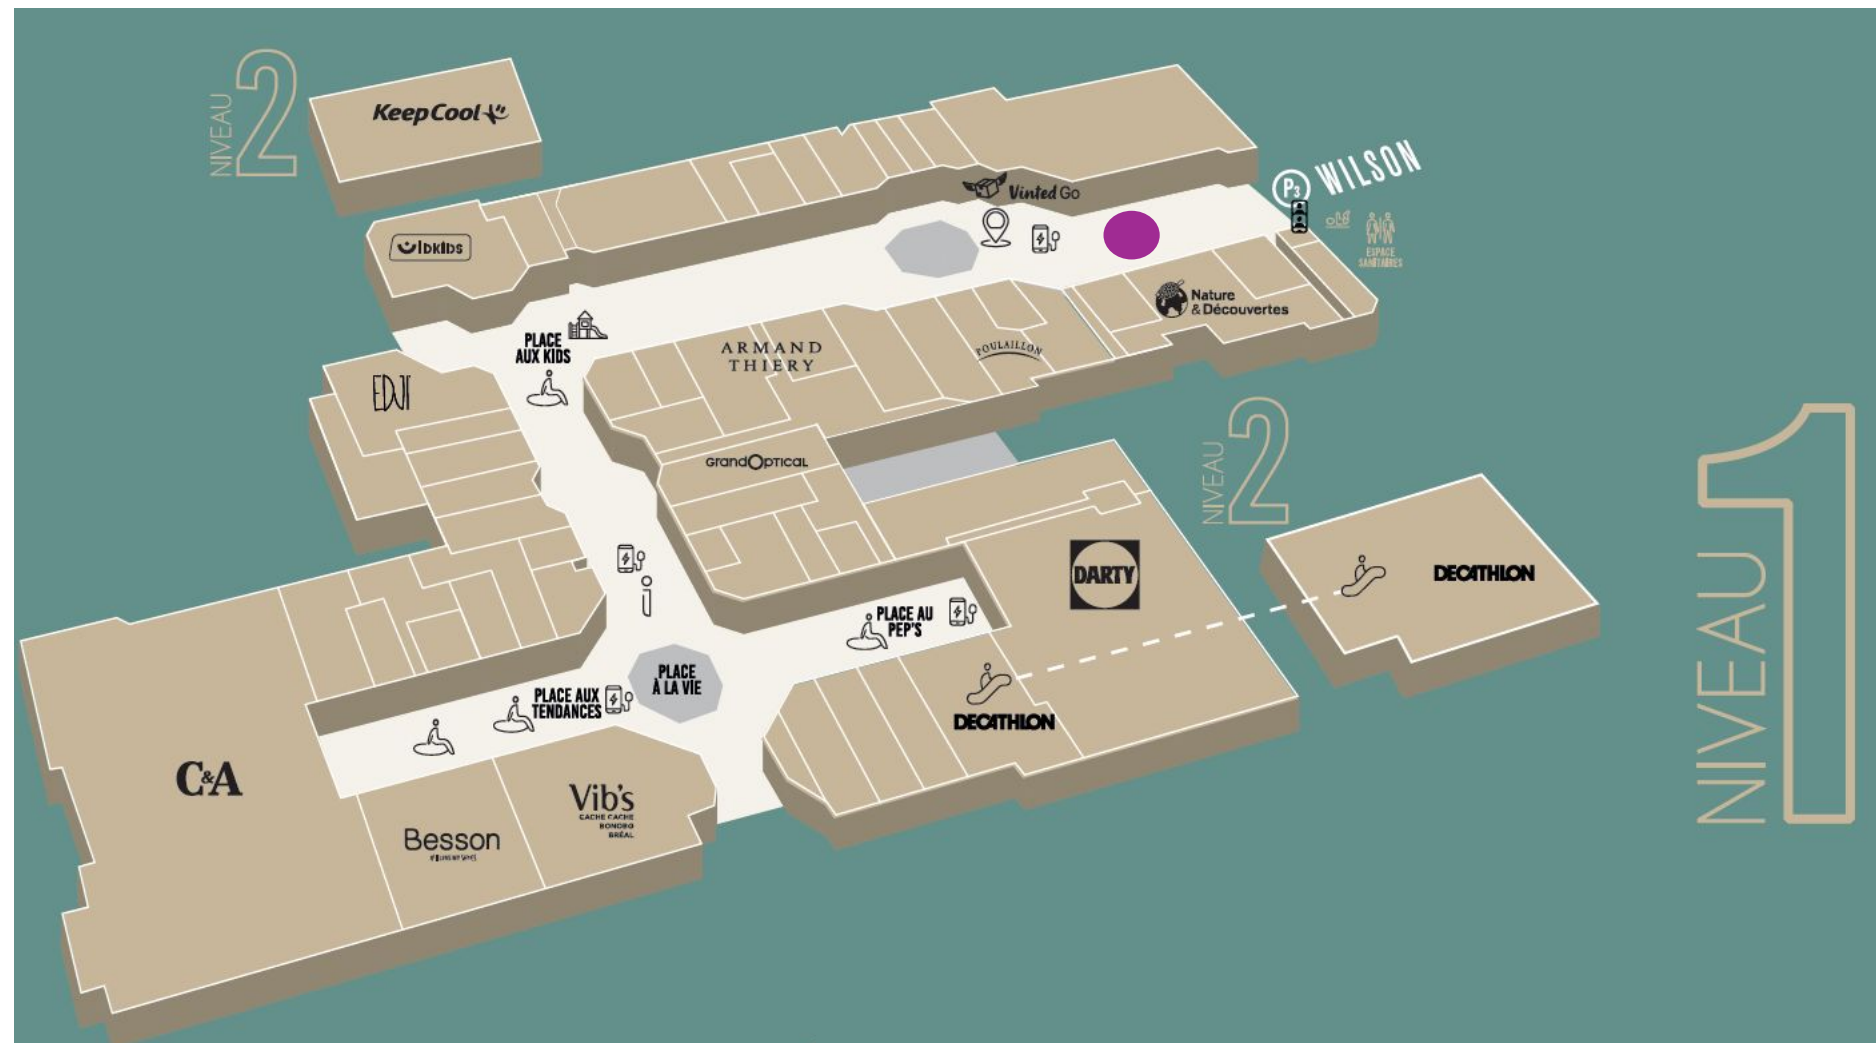 NIVEAU 2
KeepCool
Vinted Go
P3 WILSON
IDKIDS
ESPACE
SANITAIRES
Nature
& Découvertes
PLACE
AUX KIDS
ARMAND
THIERY
POULAILLON
EDJI
GRANDOPTICAL
NIVEAU 2
DARTY
DECATHLON
NIVEAU 1
i
PLACE AU
PEP'S
PLACE
À LA VIE
PLACE AUX
TENDANCES
DECATHLON
C&A
Vib's
CACHE CACHE
BONOBO
BRÉAL
Besson